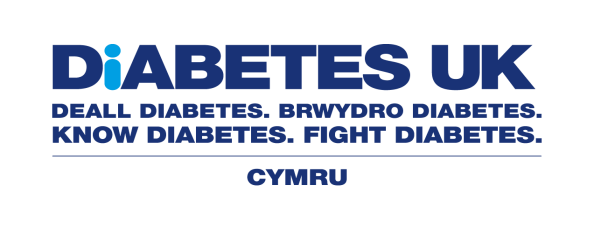 DiABETES UK
DEALL DIABETES. BRWYDRO DIABETES.
KNOW DIABETES. FIGHT DIABETES.
CYMRU